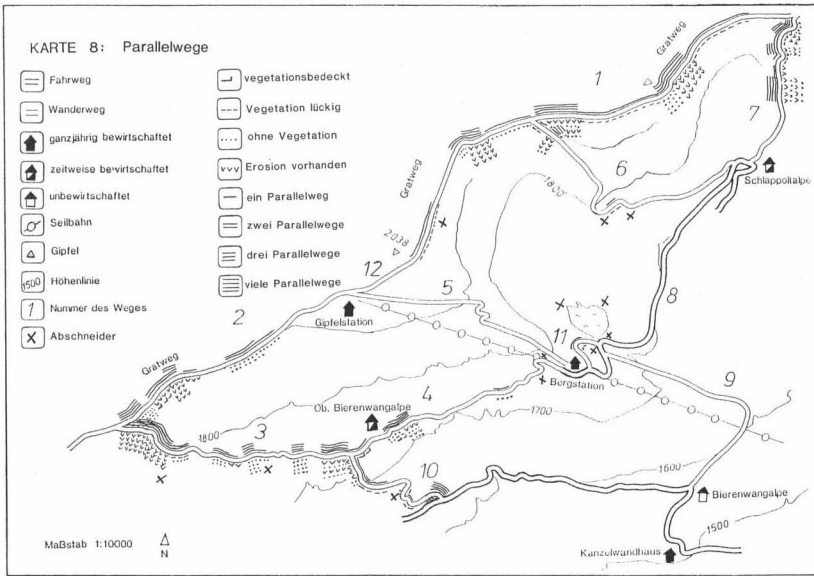 KARTE 8: Parallelwege
Fahrweg
Wanderweg
ganzjährig bewirtschaftet
zeitweise bewirtschaftet
unbewirtschaftet
Seilbahn
Gipfel
1500 Höhenlinie
1 Nummer des Weges
X Abschneider
vegetationsbedeckt
Vegetation lückig
ohne Vegetation
Erosion vorhanden
ein Parallelweg
zwei Parallelwege
drei Parallelwege
viele Parallelwege
Gratweg
1
7
6
1800
Schlappoltalpe
Gratweg
2038
12
5
8
2
Gipfelstation
11
Bergstation
9
Gratweg
4
Ob. Bierenwangalpe
1700
1800
3
10
1600
Bierenwangalpe
1500
Kanzelwandhaus
Maßstab 1:10000
N